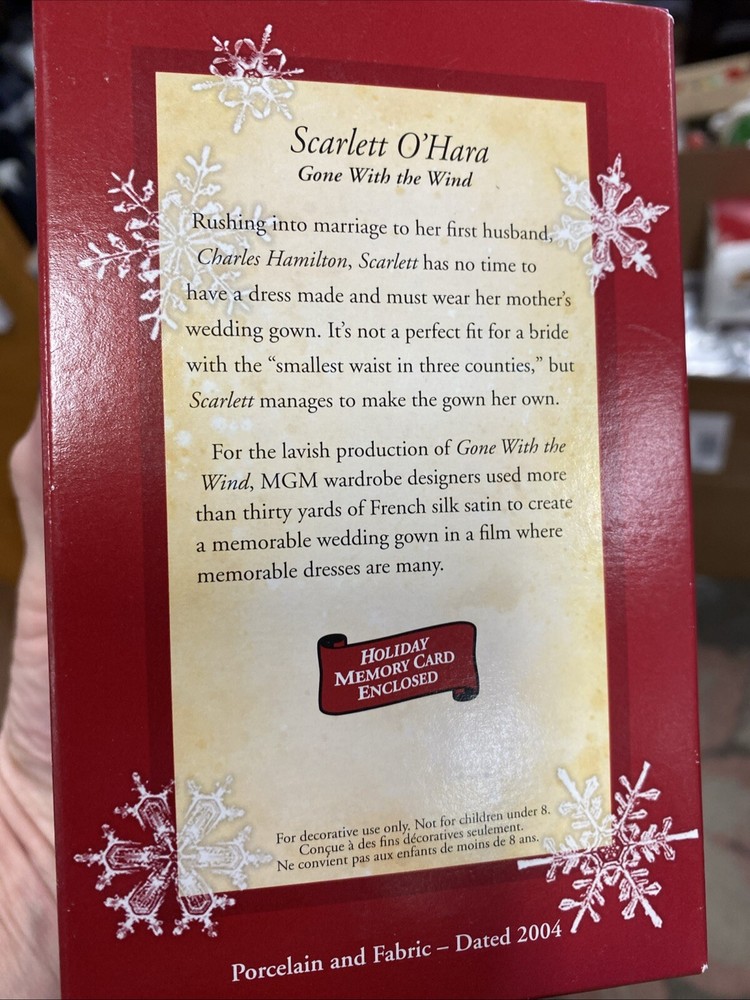 Scarlett O'Hara
Gone With the Wind
Rushing into marriage to her first husband,
Charles Hamilton, Scarlett has no time to
have a dress made and must wear her mother's
wedding gown. It's not a perfect fit for a bride
with the “smallest waist in three counties,” but
Scarlett manages to make the gown her own.
For the lavish production of Gone With the
Wind, MGM wardrobe designers used more
than thirty yards of French silk satin to create
a memorable wedding gown in a film where
memorable dresses are many.
HOLIDAY
MEMORY CARD
ENCLOSED
For decorative use only. Not for children under 8.
Conçue à des fins décoratives seulement.
Ne convient pas aux enfants de moins de 8 ans.
Porcelain and Fabric – Dated 2004